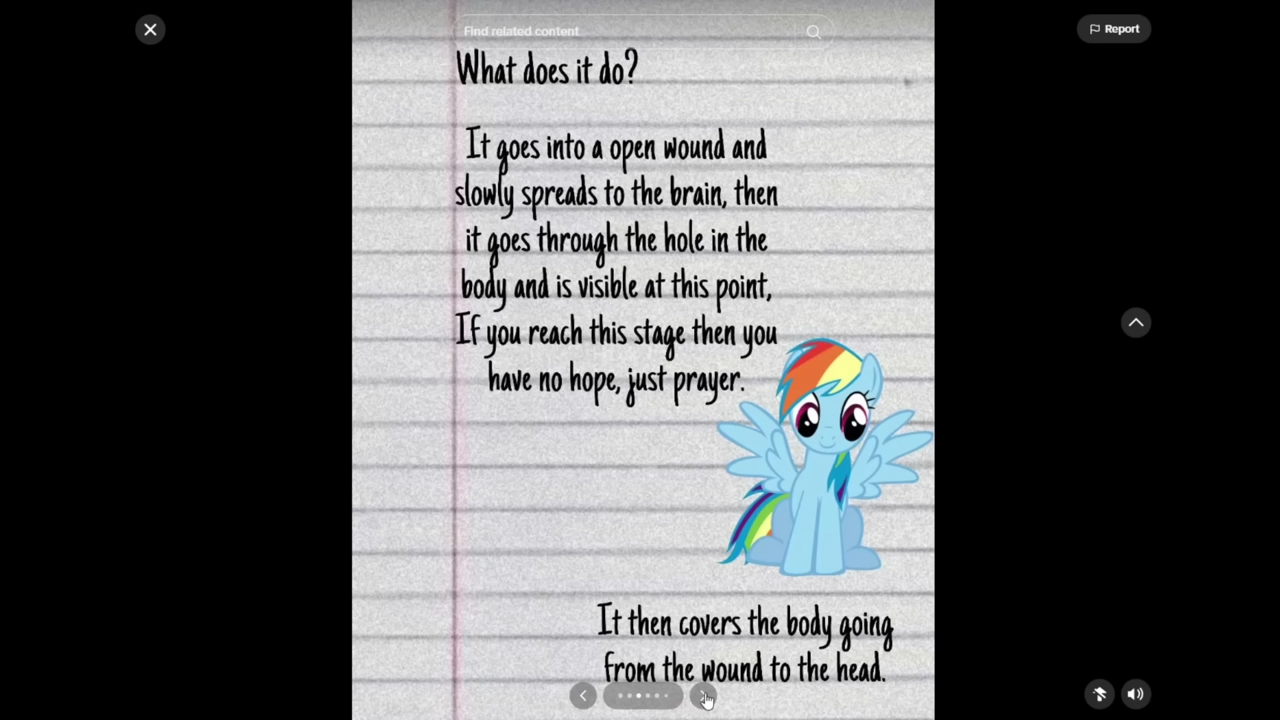 Find related content
Report
What does it do?
It goes into a open wound and
slowly spreads to the brain, then
it goes through the hole in the
body and is visible at this point,
If you reach this stage then you
have no hope, just prayer.
It then covers the body going
from the wound to the head.